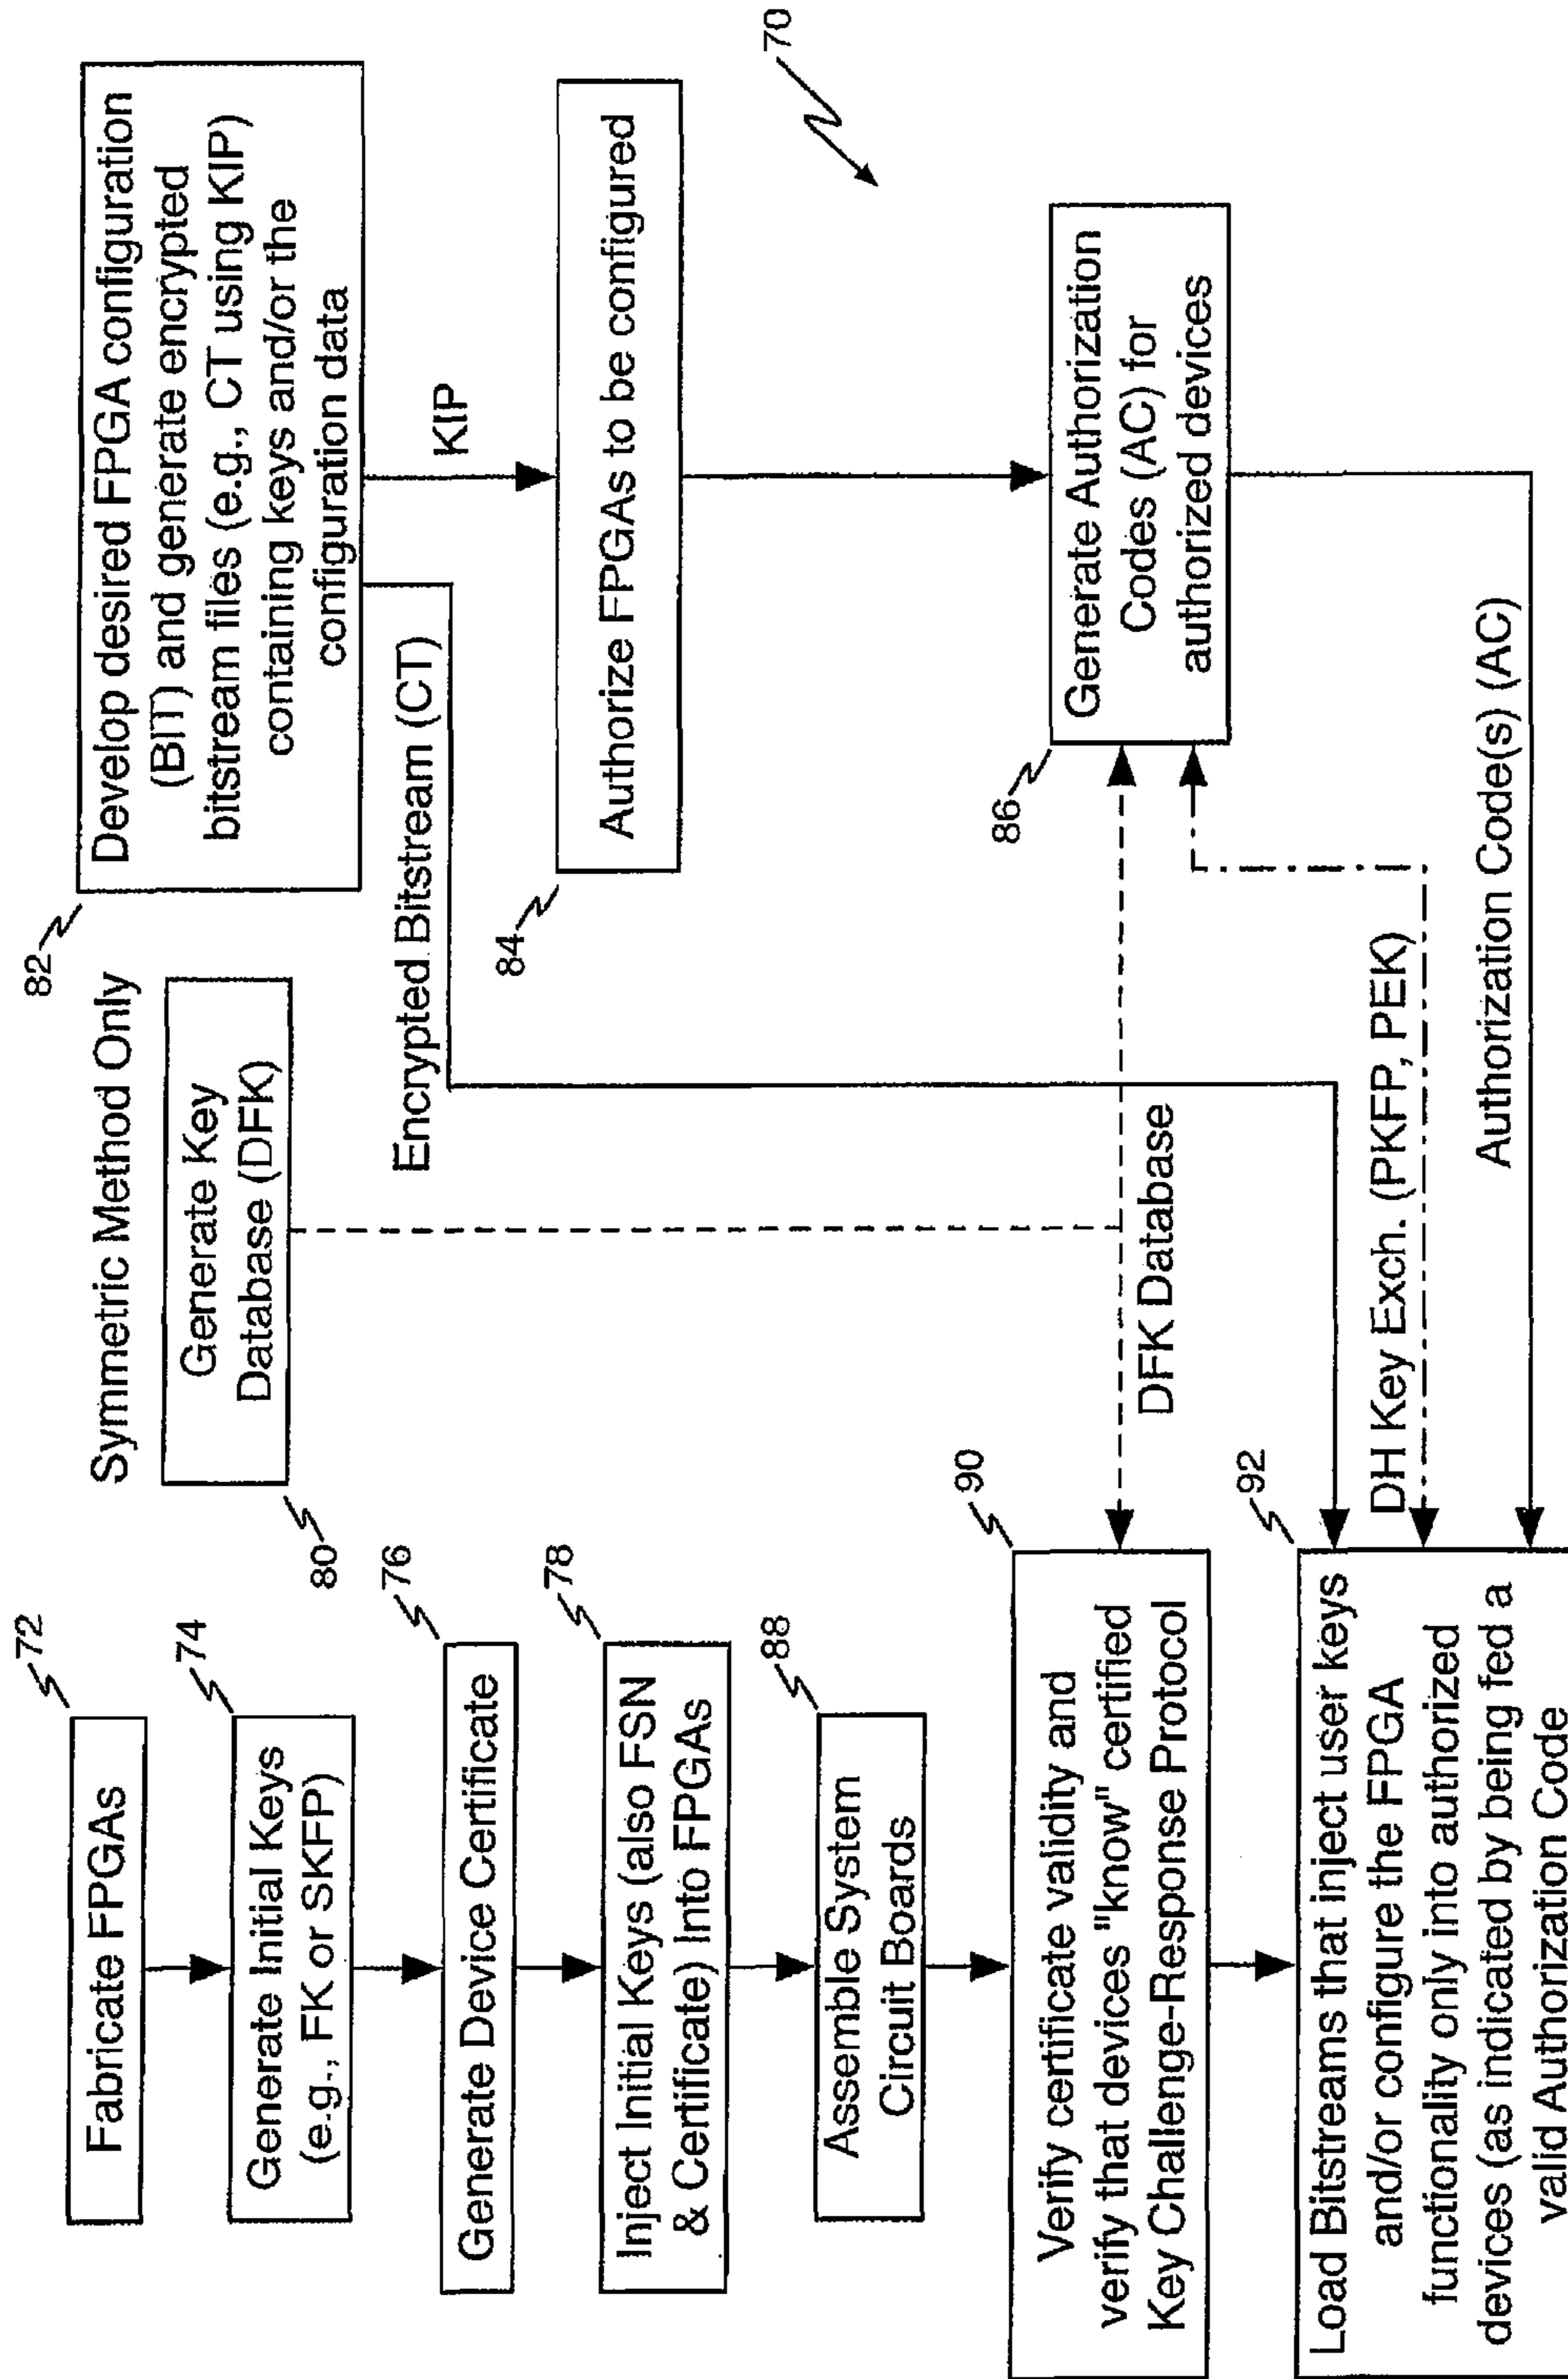 72
Fabricate FPGAs
74
Generate Initial Keys
(e.g., FK or SKFP)
76
Generate Device Certificate
78
Inject Initial Keys (also FSN
& Certificate) Into FPGAs
88
Assemble System
Circuit Boards
90
Verify certificate validity and
verify that devices "know" certified
Key Challenge-Response Protocol
92
Load Bitstreams that inject user keys
and/or configure the FPGA
functionality only into authorized
devices (as indicated by being fed a
valid Authorization Code
Symmetric Method Only
Generate Key
Database (DFK)
80
82
Develop desired FPGA configuration
(BIT) and generate encrypted
bitstream files (e.g., CT using KIP)
containing keys and/or the
configuration data
Encrypted Bitstream (CT)
KIP
84
Authorize FPGAs to be configured
70
86
Generate Authorization
Codes (AC) for
authorized devices
DFK Database
DH Key Exch. (PKFP, PEK)
Authorization Code(s) (AC)